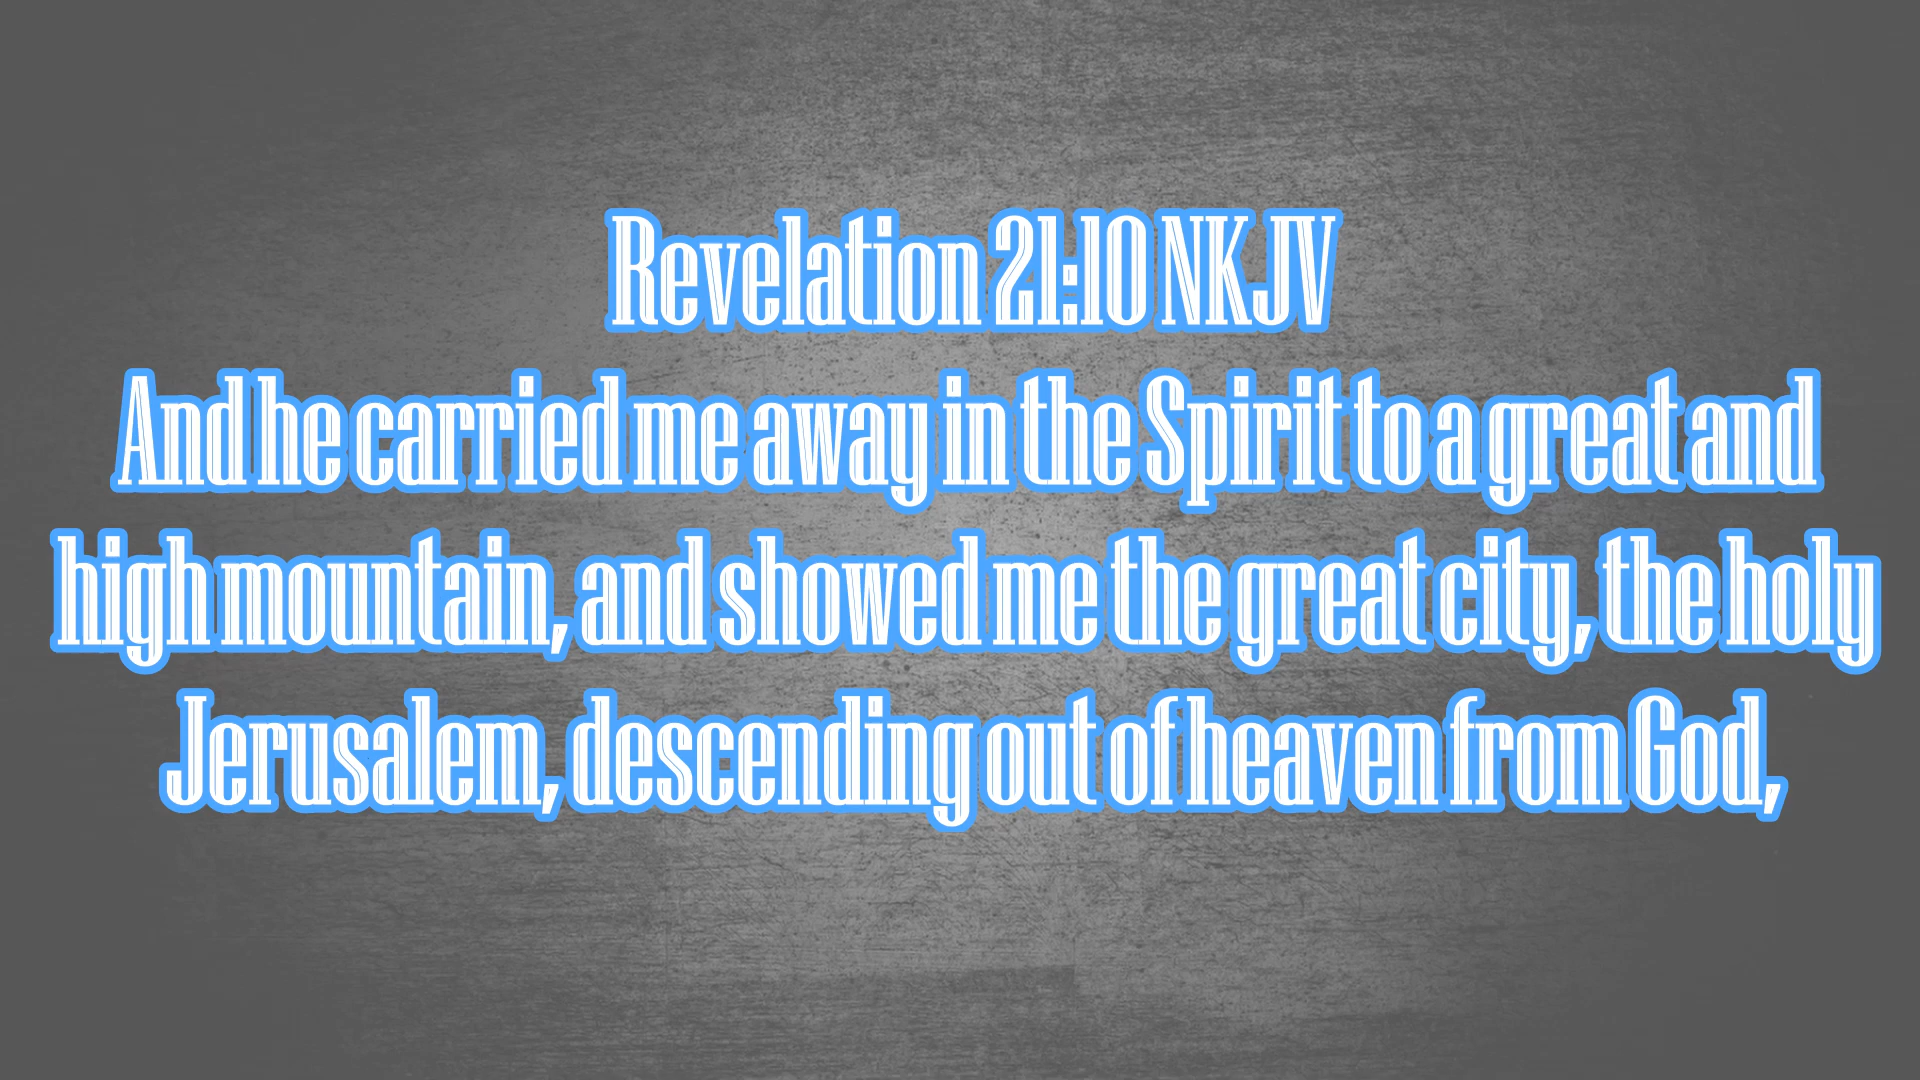 Revelation 21:10 NKJV
And he carried me away in the Spirit to a great and
high mountain, and showed me the great city, the holy
Jerusalem, descending out of heaven from God,